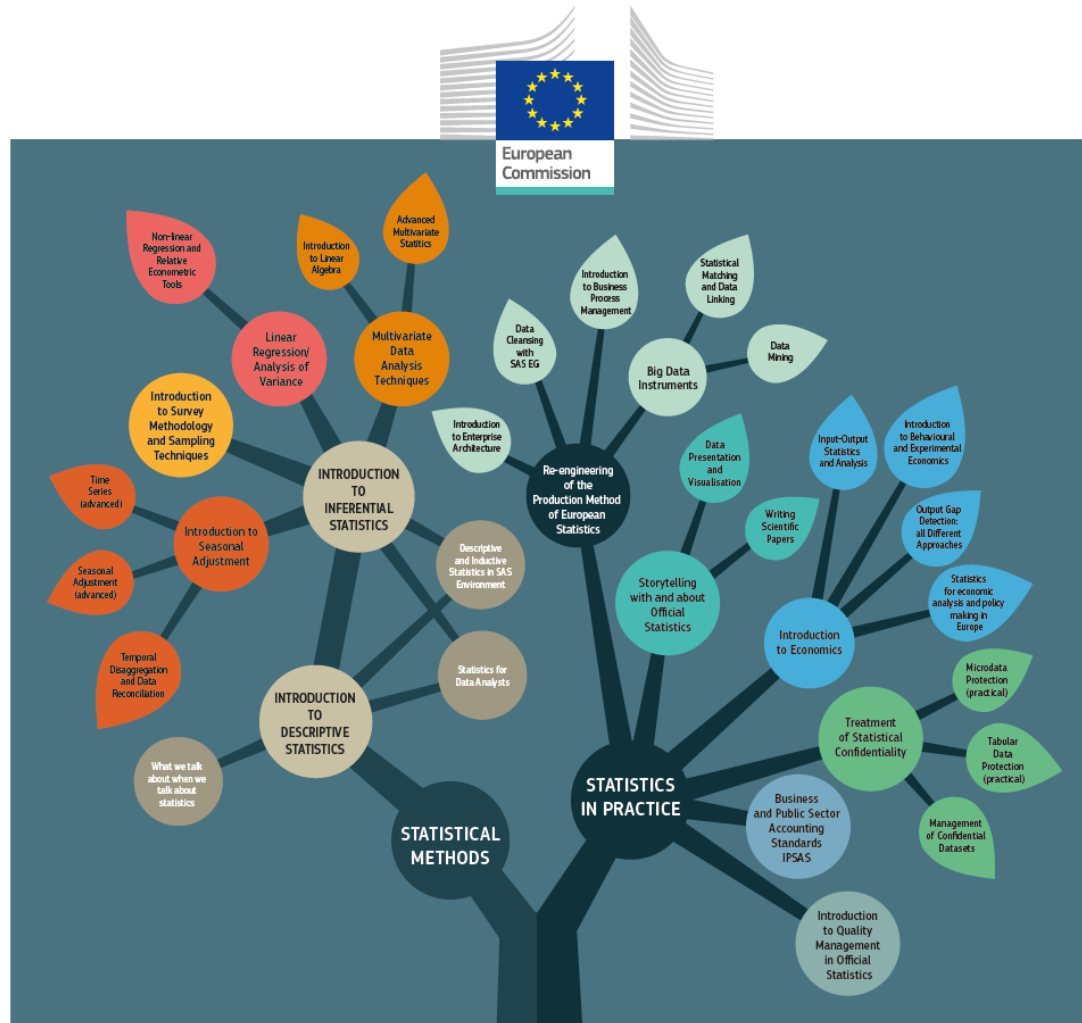 European
Commission
Non-linear
Regression and
Relative
Econometric
Tools
Introduction
to Linear
Algebra
Advanced
Multivariate
Statitics
Linear
Regression/
Analysis of
Variance
Multivariate
Data
Analysis
Techniques
Introduction
to Survey
Methodology
and Sampling
Techniques
Time
Series
(advanced)
Introduction to
Seasonal
Adjustment
Seasonal
Adjustment
(advanced)
Temporal
Disaggregation
and Data
Reconciliation
INTRODUCTION
TO
INFERENTIAL
STATISTICS
Descriptive
and Inductive
Statistics in SAS
Environment
Statistics for
Data Analysts
INTRODUCTION
TO
DESCRIPTIVE
STATISTICS
What we talk
about when we
talk about
statistics
STATISTICAL
METHODS
Introduction
to Business
Process
Management
Statistical
Matching
and Data
Linking
Data
Cleansing
with
SAS EG
Data
Mining
Big Data
Instruments
Introduction
to Enterprise
Architecture
Re-engineering
of the
Production Method
of European
Statistics
Data
Presentation
and
Visualisation
Writing
Scientific
Papers
Storytelling
with and about
Official
Statistics
Input-Output
Statistics
and Analysis
Introduction
to Behavioural
and Experimental
Economics
Output Gap
Detection:
all Different
Approaches
Statistics
for economic
analysis and policy
making in
Europe
Introduction
to Economics
Microdata
Protection
(practical)
Treatment
of Statistical
Confidentiality
Tabular
Data
Protection
(practical)
Management
of Confidential
Datasets
STATISTICS
IN PRACTICE
Business
and Public Sector
Accounting
Standards
IPSAS
Introduction
to Quality
Management
in Official
Statistics